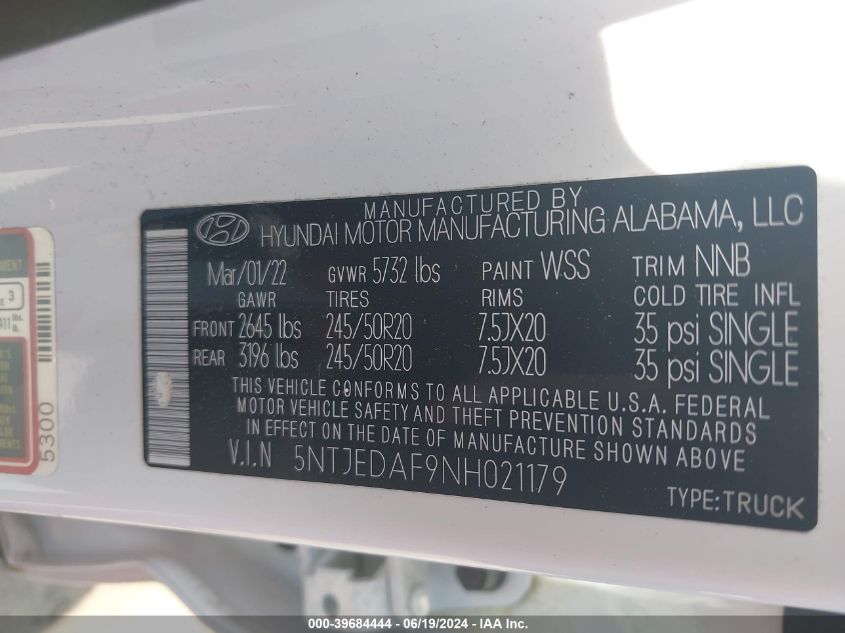 MANUFACTURED BY
HYUNDAI MOTOR MANUFACTURING ALABAMA, LLC
Mar/01/22 GVWR 5732 lbs PAINT WSS TRIM NNB
GAWR TIRES RIMS COLD TIRE INFL
FRONT 2645 lbs 245/50R20 7.5JX20 35 psi SINGLE
REAR 3196 lbs 245/50R20 7.5JX20 35 psi SINGLE
THIS VEHICLE CONFORMS TO ALL APPLICABLE U.S.A. FEDERAL
MOTOR VEHICLE SAFETY AND THEFT PREVENTION STANDARDS
IN EFFECT ON THE DATE OF MANUFACTURE SHOWN ABOVE
V.I.N 5NTJEDAF9NH021179
TYPE:TRUCK
3
lbs.
5300
000-39684444 - 06/19/2024 - IAA Inc.